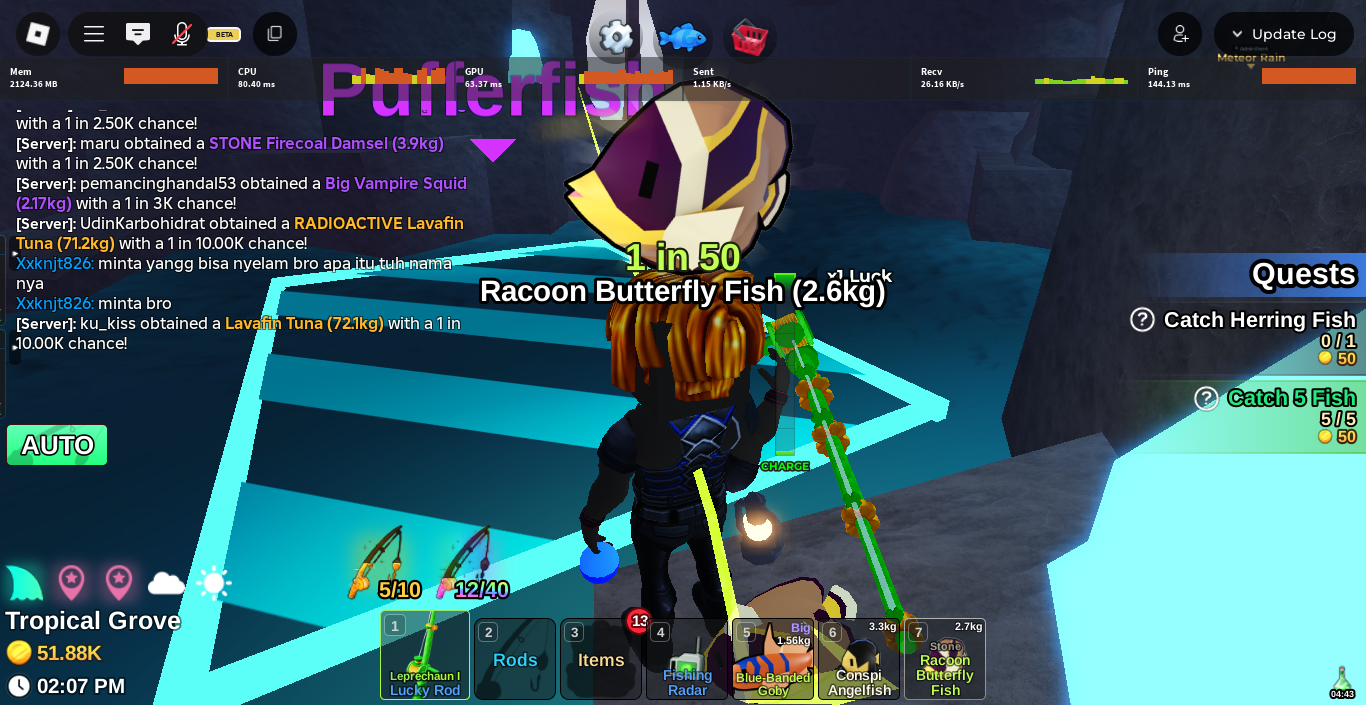 BETA
Update Log
Meteor Rain
Mem
2124.36 MB
CPU
80.40 ms
GPU
63.37 ms
Sent
1.15 KB/s
Recv
26.16 KB/s
Ping
144.13 ms
Pufferfish
with a 1 in 2.50K chance!
[Server]: maru obtained a STONE Firecoal Damsel (3.9kg)
with a 1 in 2.50K chance!
[Server]: pemancinghandal53 obtained a Big Vampire Squid
(2.17kg) with a 1 in 3K chance!
[Server]: UdinKarbohidrat obtained a RADIOACTIVE Lavafin
Tuna (71.2kg) with a 1 in 10.00K chance!
Xxknjt826: minta yangg bisa nyelam bro apa itu tuh nama
nya
Xxknjt826: minta bro
[Server]: ku_kiss obtained a Lavafin Tuna (72.1kg) with a 1 in
10.00K chance!
1 in 50
x1 Luck
Racoon Butterfly Fish (2.6kg)
CHARGE
Quests
Catch Herring Fish
0 / 1
50
Catch 5 Fish
5 / 5
50
AUTO
5/10
12/40
Tropical Grove
51.88K
02:07 PM
1
Leprechaun I
Lucky Rod
2
Rods
3
Items
13
4
Fishing
Radar
5
Big
1.56kg
Blue-Banded
Goby
6
3.3kg
Conspi
Angelfish
7
2.7kg
Stone
Racoon
Butterfly
Fish
04:43